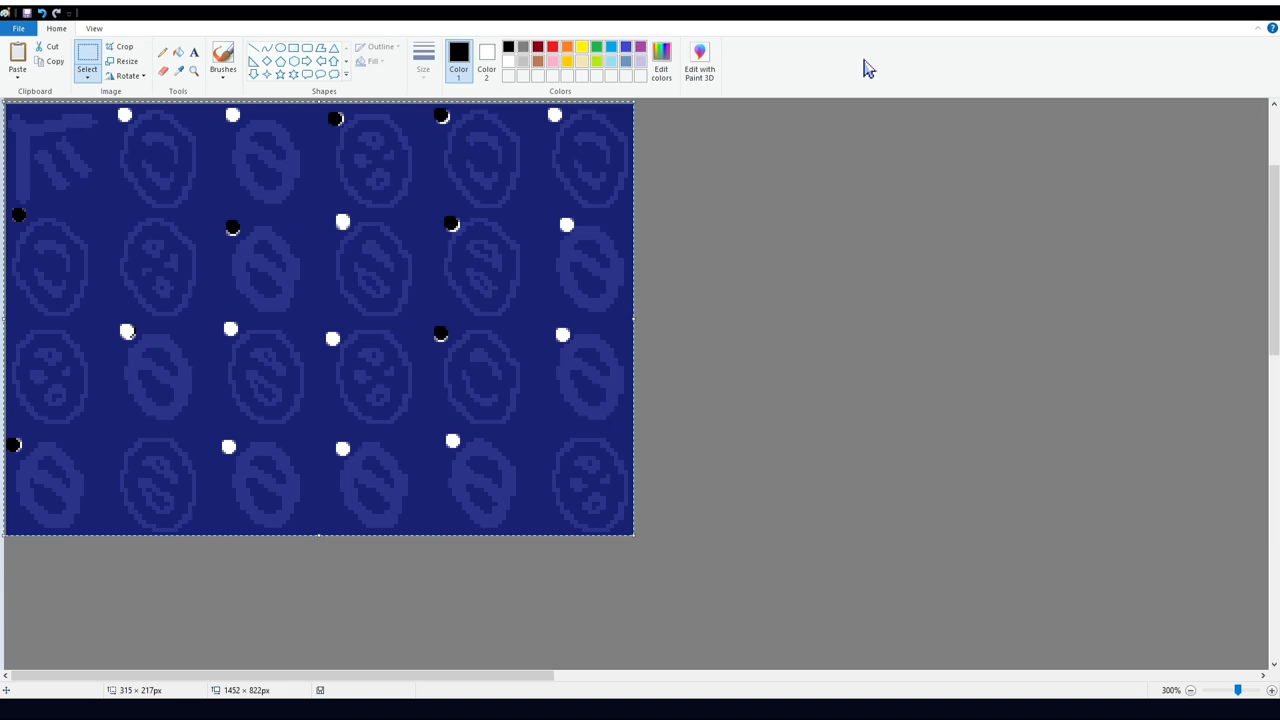 File Home View
Cut Crop Outline
Copy Resize Fill
Paste Select Rotate Brushes Size Color 1 Color 2 Edit colors Edit with Paint 3D
Clipboard Image Tools Shapes Colors
315 × 217px 1452 × 822px 300%